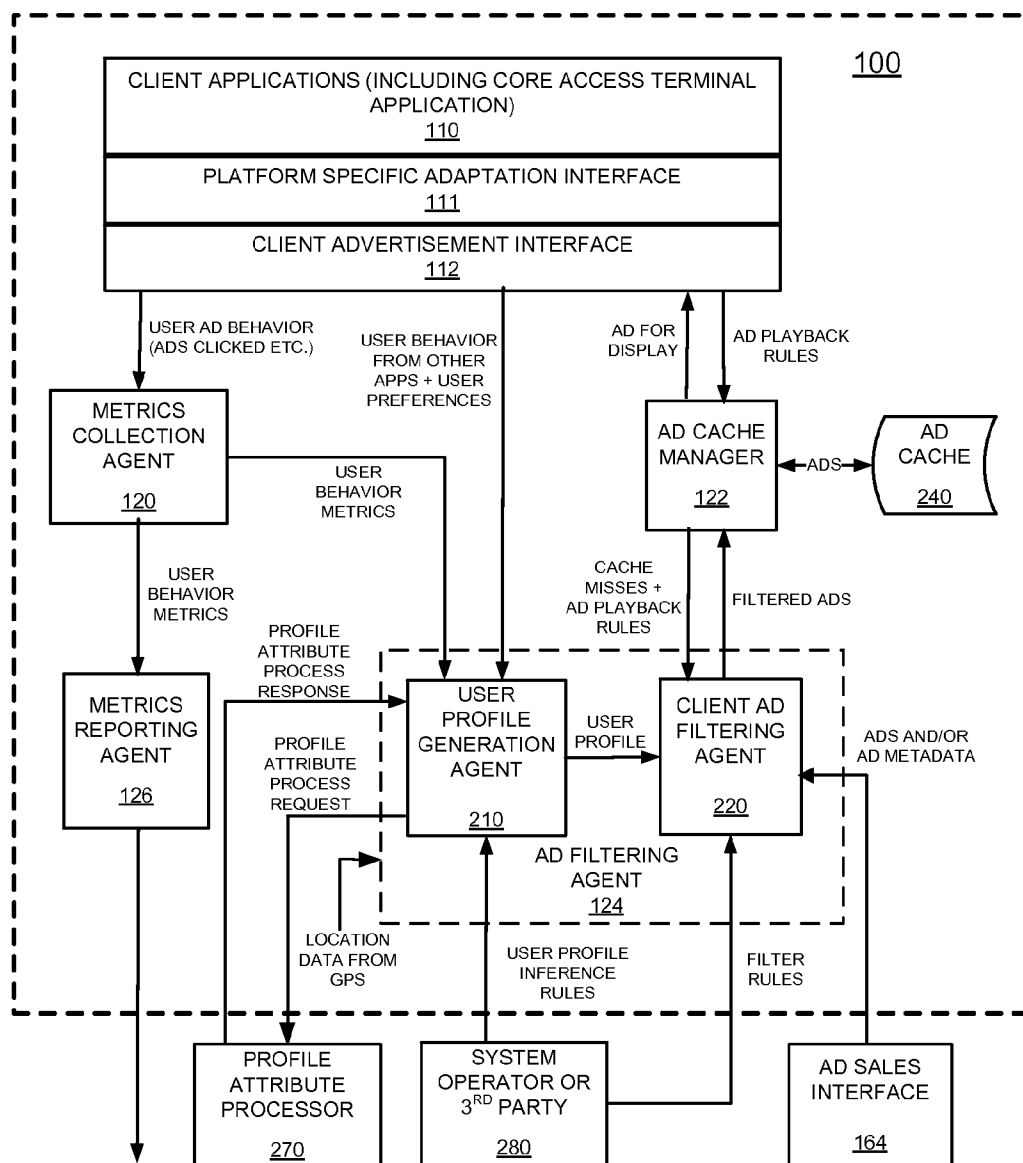 100
CLIENT APPLICATIONS (INCLUDING CORE ACCESS TERMINAL
APPLICATION)
110
PLATFORM SPECIFIC ADAPTATION INTERFACE
111
CLIENT ADVERTISEMENT INTERFACE
112
USER AD BEHAVIOR
(ADS CLICKED ETC.)
USER BEHAVIOR
FROM OTHER
APPS + USER
PREFERENCES
AD FOR
DISPLAY
AD PLAYBACK
RULES
METRICS
COLLECTION
AGENT
120
USER
BEHAVIOR
METRICS
AD CACHE
MANAGER
122
ADS
AD
CACHE
240
USER
BEHAVIOR
METRICS
CACHE
MISSES +
AD PLAYBACK
RULES
FILTERED ADS
PROFILE
ATTRIBUTE
PROCESS
RESPONSE
METRICS
REPORTING
AGENT
126
PROFILE
ATTRIBUTE
PROCESS
REQUEST
USER
PROFILE
GENERATION
AGENT
210
USER
PROFILE
CLIENT AD
FILTERING
AGENT
220
ADS AND/OR
AD METADATA
AD FILTERING
AGENT
124
LOCATION
DATA FROM
GPS
USER PROFILE
INFERENCE
RULES
FILTER
RULES
PROFILE
ATTRIBUTE
PROCESSOR
270
SYSTEM
OPERATOR OR
3RD PARTY
280
AD SALES
INTERFACE
164